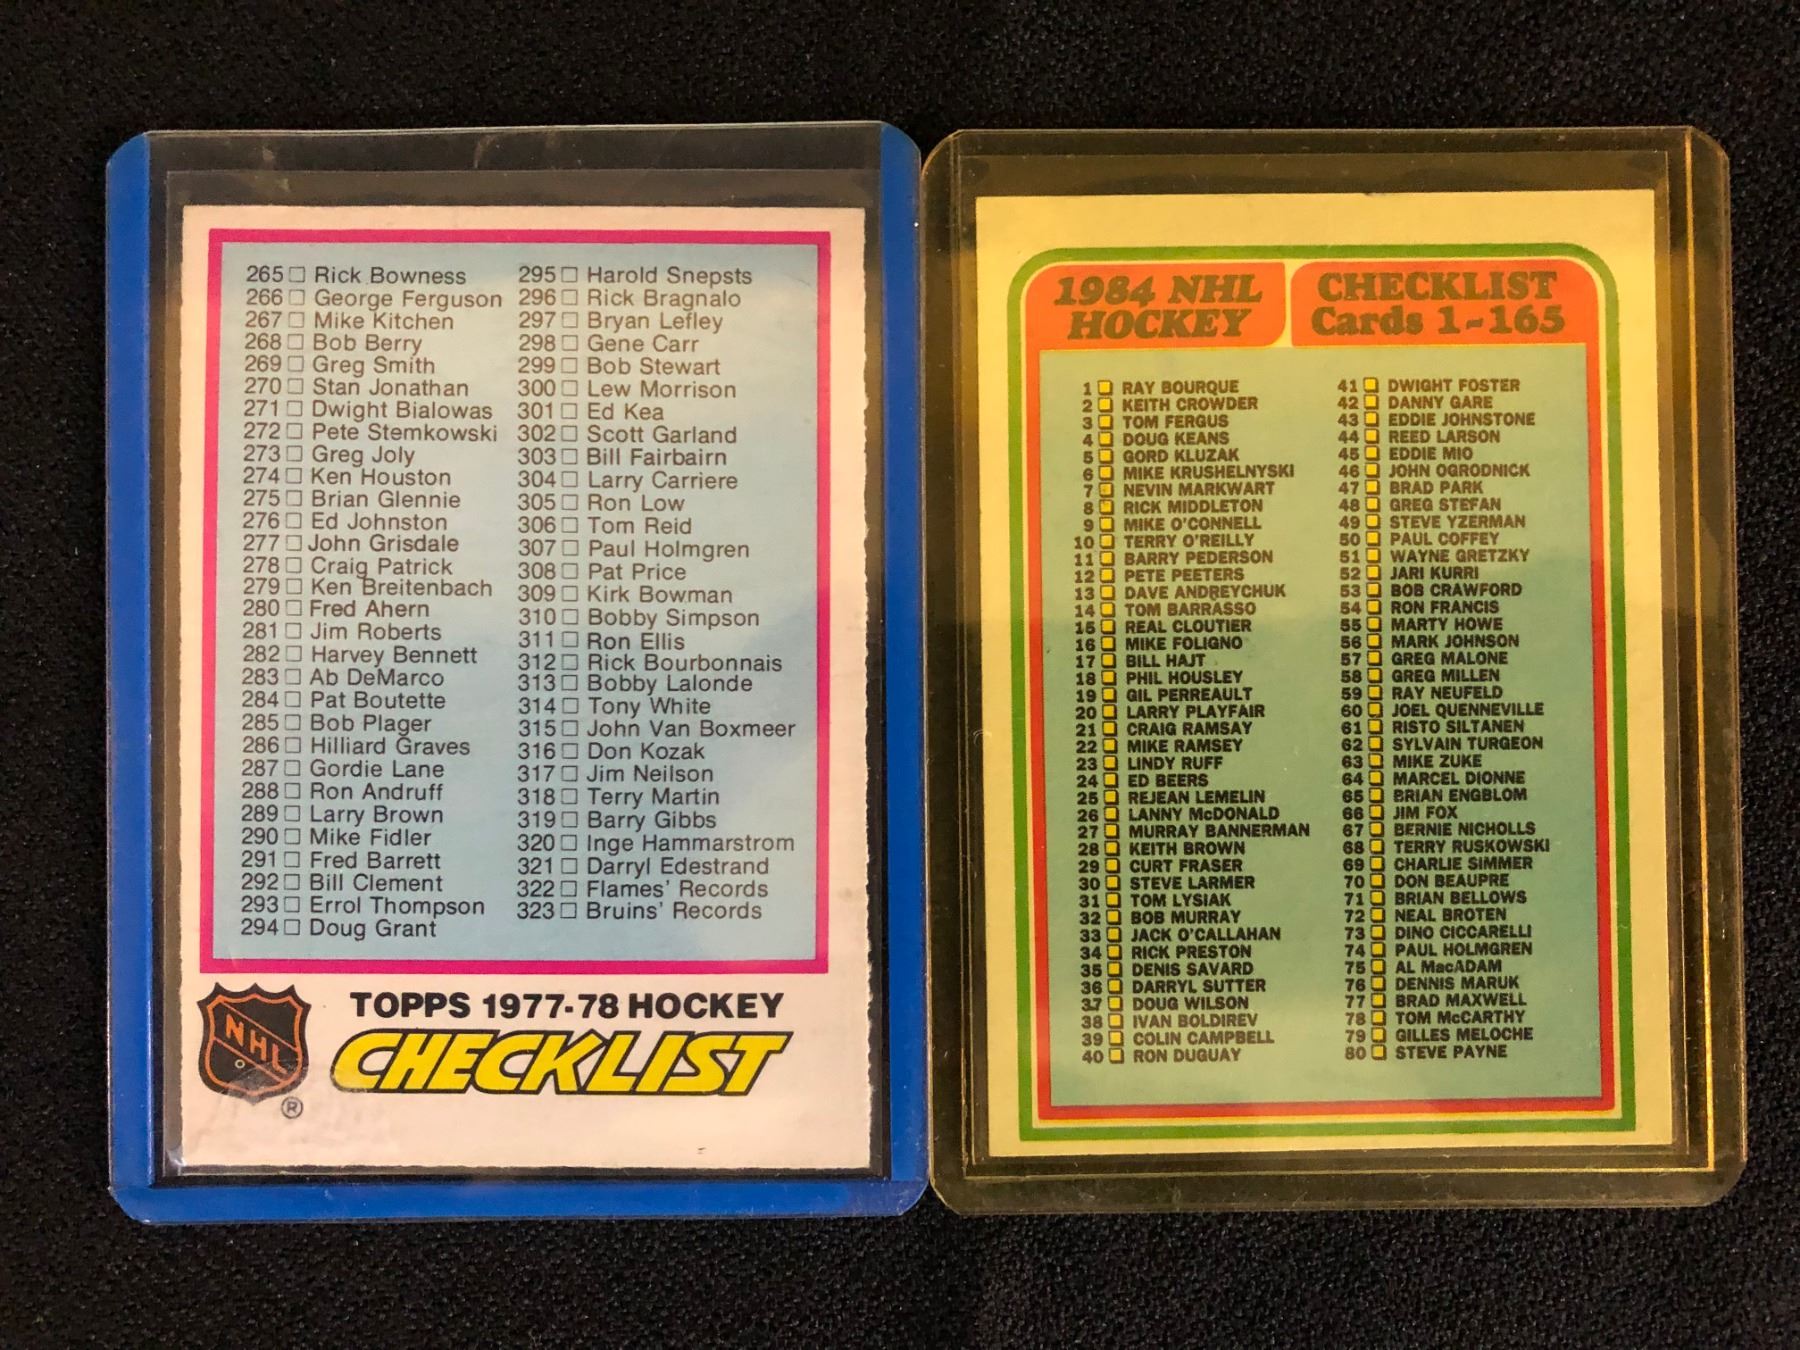 265 □ Rick Bowness
266 □ George Ferguson
267 □ Mike Kitchen
268 □ Bob Berry
269 □ Greg Smith
270 □ Stan Jonathan
271 □ Dwight Bialowas
272 □ Pete Stemkowski
273 □ Greg Joly
274 □ Ken Houston
275 □ Brian Glennie
276 □ Ed Johnston
277 □ John Grisdale
278 □ Craig Patrick
279 □ Ken Breitenbach
280 □ Fred Ahern
281 □ Jim Roberts
282 □ Harvey Bennett
283 □ Ab DeMarco
284 □ Pat Boutette
285 □ Bob Plager
286 □ Hilliard Graves
287 □ Gordie Lane
288 □ Ron Andruff
289 □ Larry Brown
290 □ Mike Fidler
291 □ Fred Barrett
292 □ Bill Clement
293 □ Errol Thompson
294 □ Doug Grant
295 □ Harold Snepsts
296 □ Rick Bragnalo
297 □ Bryan Lefley
298 □ Gene Carr
299 □ Bob Stewart
300 □ Lew Morrison
301 □ Ed Kea
302 □ Scott Garland
303 □ Bill Fairbairn
304 □ Larry Carriere
305 □ Ron Low
306 □ Tom Reid
307 □ Paul Holmgren
308 □ Pat Price
309 □ Kirk Bowman
310 □ Bobby Simpson
311 □ Ron Ellis
312 □ Rick Bourbonnais
313 □ Bobby Lalonde
314 □ Tony White
315 □ John Van Boxmeer
316 □ Don Kozak
317 □ Jim Neilson
318 □ Terry Martin
319 □ Barry Gibbs
320 □ Inge Hammarstrom
321 □ Darryl Edestrand
322 □ Flames' Records
323 □ Bruins' Records
NHL
®
TOPPS 1977-78 HOCKEY
CHECKLIST
1984 NHL
HOCKEY
CHECKLIST
Cards 1-165
1 □ RAY BOURQUE
2 □ KEITH CROWDER
3 □ TOM FERGUS
4 □ DOUG KEANS
5 □ GORD KLUZAK
6 □ MIKE KRUSHELNYSKI
7 □ NEVIN MARKWART
8 □ RICK MIDDLETON
9 □ MIKE O'CONNELL
10 □ TERRY O'REILLY
11 □ BARRY PEDERSON
12 □ PETE PEETERS
13 □ DAVE ANDREYCHUK
14 □ TOM BARRASSO
15 □ REAL CLOUTIER
16 □ MIKE FOLIGNO
17 □ BILL HAJT
18 □ PHIL HOUSLEY
19 □ GIL PERREAULT
20 □ LARRY PLAYFAIR
21 □ CRAIG RAMSAY
22 □ MIKE RAMSEY
23 □ LINDY RUFF
24 □ ED BEERS
25 □ REJEAN LEMELIN
26 □ LANNY McDONALD
27 □ MURRAY BANNERMAN
28 □ KEITH BROWN
29 □ CURT FRASER
30 □ STEVE LARMER
31 □ TOM LYSIAK
32 □ BOB MURRAY
33 □ JACK O'CALLAHAN
34 □ RICK PRESTON
35 □ DENIS SAVARD
36 □ DARRYL SUTTER
37 □ DOUG WILSON
38 □ IVAN BOLDIREV
39 □ COLIN CAMPBELL
40 □ RON DUGUAY
41 □ DWIGHT FOSTER
42 □ DANNY GARE
43 □ EDDIE JOHNSTONE
44 □ REED LARSON
45 □ EDDIE MIO
46 □ JOHN OGRODNICK
47 □ BRAD PARK
48 □ GREG STEFAN
49 □ STEVE YZERMAN
50 □ PAUL COFFEY
51 □ WAYNE GRETZKY
52 □ JARI KURRI
53 □ BOB CRAWFORD
54 □ RON FRANCIS
55 □ MARTY HOWE
56 □ MARK JOHNSON
57 □ GREG MALONE
58 □ GREG MILLEN
59 □ RAY NEUFELD
60 □ JOEL QUENNEVILLE
61 □ RISTO SILTANEN
62 □ SYLVAIN TURGEON
63 □ MIKE ZUKE
64 □ MARCEL DIONNE
65 □ BRIAN ENGBLOM
66 □ JIM FOX
67 □ BERNIE NICHOLLS
68 □ TERRY RUSKOWSKI
69 □ CHARLIE SIMMER
70 □ DON BEAUPRE
71 □ BRIAN BELLOWS
72 □ NEAL BROTEN
73 □ DINO CICCARELLI
74 □ PAUL HOLMGREN
75 □ AL MacADAM
76 □ DENNIS MARUK
77 □ BRAD MAXWELL
78 □ TOM McCARTHY
79 □ GILLES MELOCHE
80 □ STEVE PAYNE